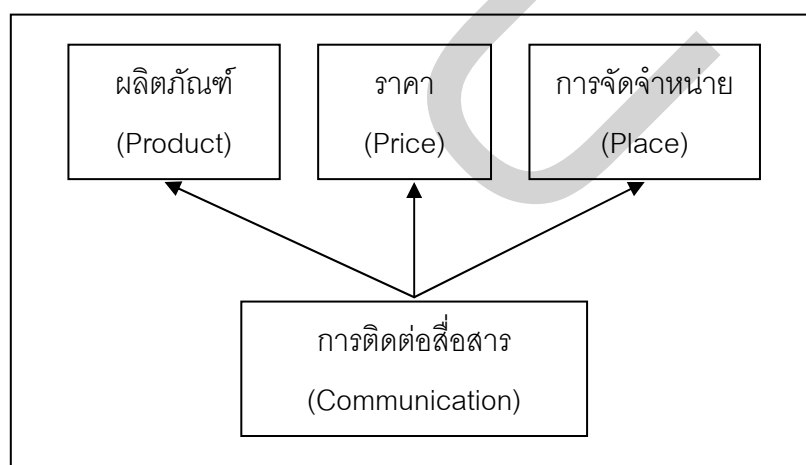 ผลิตภัณฑ์
(Product)
ราคา
(Price)
การจัดจำหน่าย
(Place)
การติดต่อสื่อสาร
(Communication)